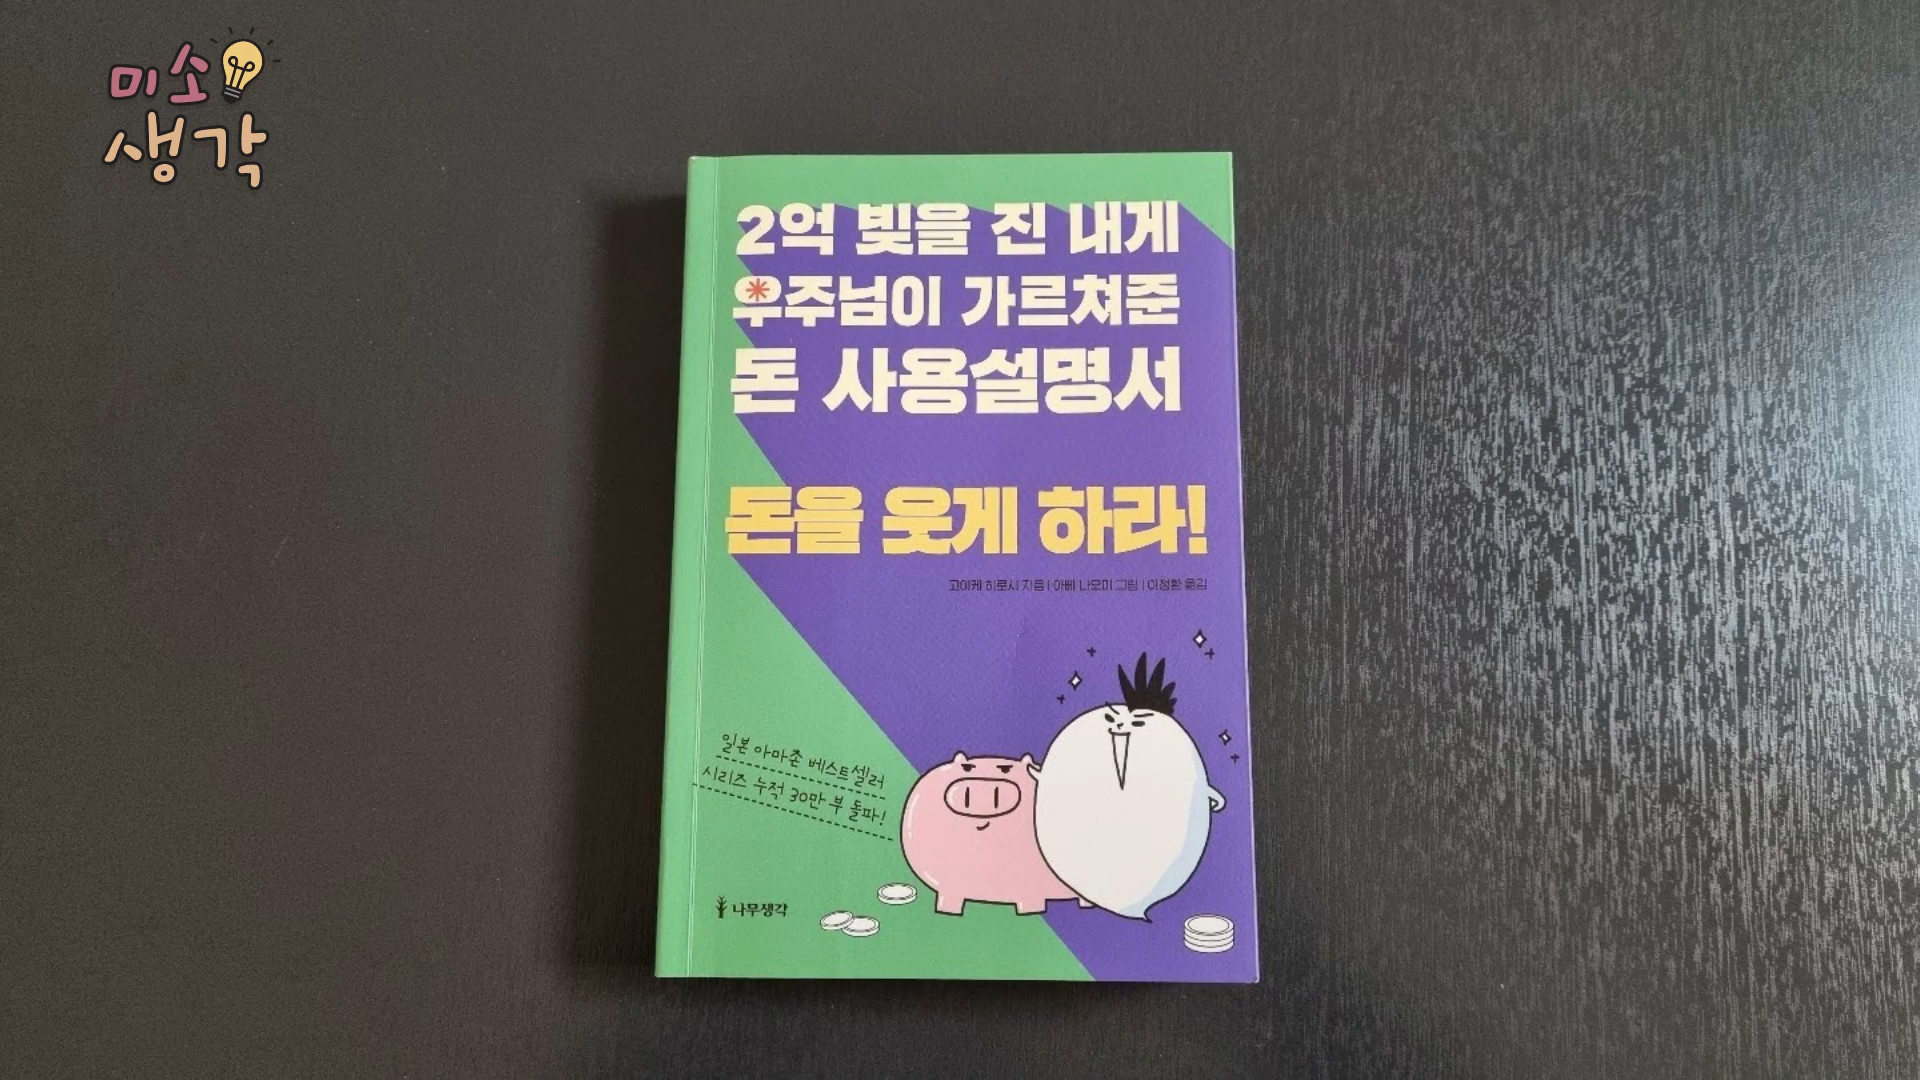 미소
생각
2억 빚을 진 내게
우주님이 가르쳐준
돈 사용설명서
돈을 웃게 하라!
고이케 히로시 지음 | 아베 나오미 그림 | 이정환 옮김
일본 아마존 베스트셀러
시리즈 누적 30만 부 돌파!
나무생각